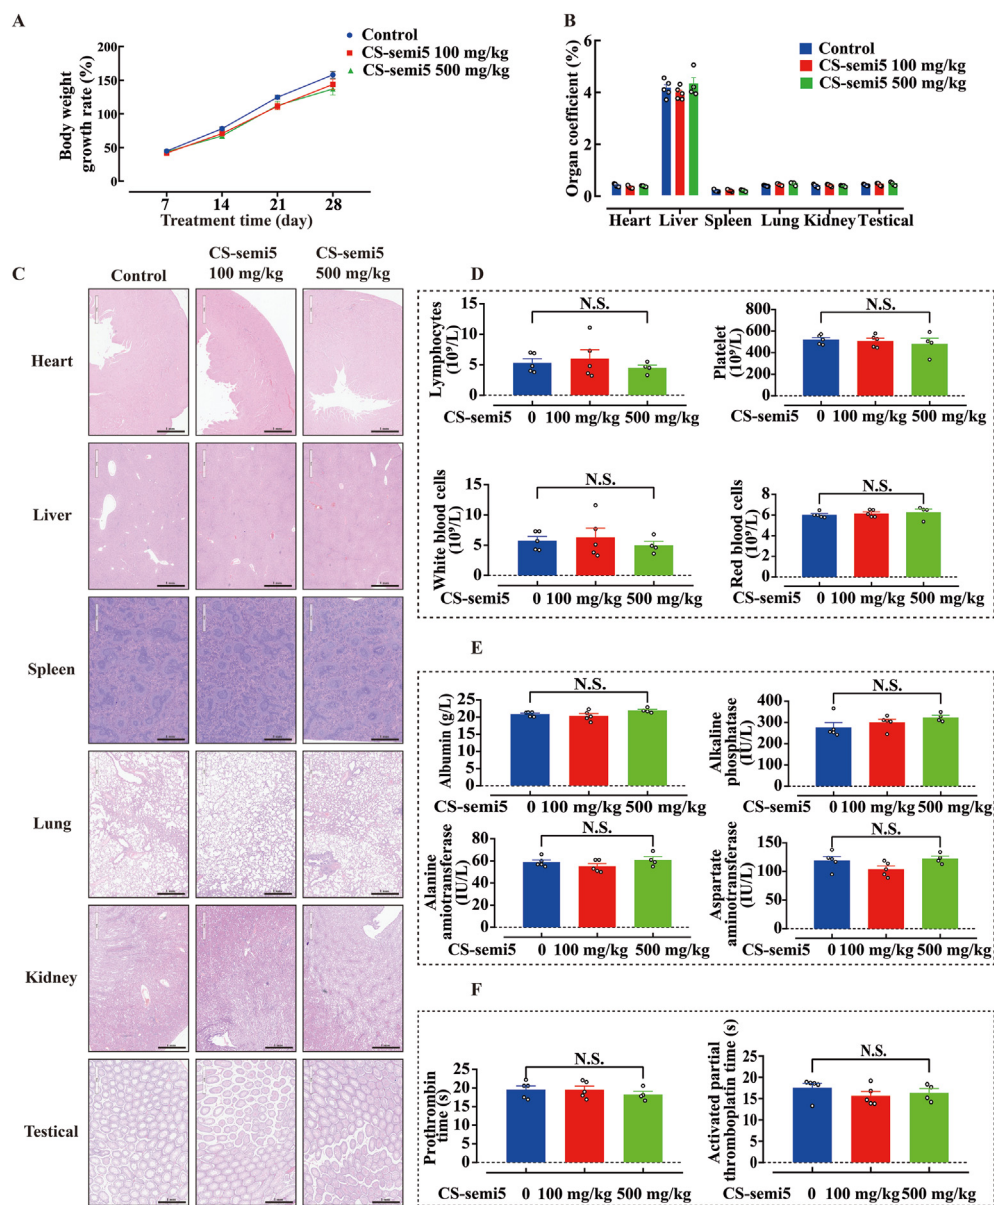 A
Body weight
growth rate (%)
200
150
100
50
0
7 14 21 28
Treatment time (day)
Control
CS-semi5 100 mg/kg
CS-semi5 500 mg/kg
B
Organ coefficient (%)
6
4
2
0
Heart Liver Spleen Lung Kidney Testical
Control
CS-semi5 100 mg/kg
CS-semi5 500 mg/kg
C
Control
CS-semi5
100 mg/kg
CS-semi5
500 mg/kg
Heart
Liver
Spleen
Lung
Kidney
Testical
D
Lymphocytes
(10⁹/L)
15
10
5
0
N.S.
CS-semi5 0 100 mg/kg 500 mg/kg
Platelet
(10⁹/L)
800
600
400
200
0
N.S.
CS-semi5 0 100 mg/kg 500 mg/kg
White blood cells
(10⁹/L)
15
10
5
0
N.S.
CS-semi5 0 100 mg/kg 500 mg/kg
Red blood cells
(10⁹/L)
8
6
4
2
0
N.S.
CS-semi5 0 100 mg/kg 500 mg/kg
E
Albumin (g/L)
25
20
15
10
5
0
N.S.
CS-semi5 0 100 mg/kg 500 mg/kg
Alkaline
phosphatase
(IU/L)
400
300
200
100
0
N.S.
CS-semi5 0 100 mg/kg 500 mg/kg
Alanine
amiotransferase
(IU/L)
80
60
40
20
0
N.S.
CS-semi5 0 100 mg/kg 500 mg/kg
Aspartate
aminotransferase
(IU/L)
150
100
50
0
N.S.
CS-semi5 0 100 mg/kg 500 mg/kg
F
Prothrombin
time (s)
25
20
15
10
5
0
N.S.
CS-semi5 0 100 mg/kg 500 mg/kg
Activated partial
thromboplatin time (s)
25
20
15
10
5
0
N.S.
CS-semi5 0 100 mg/kg 500 mg/kg